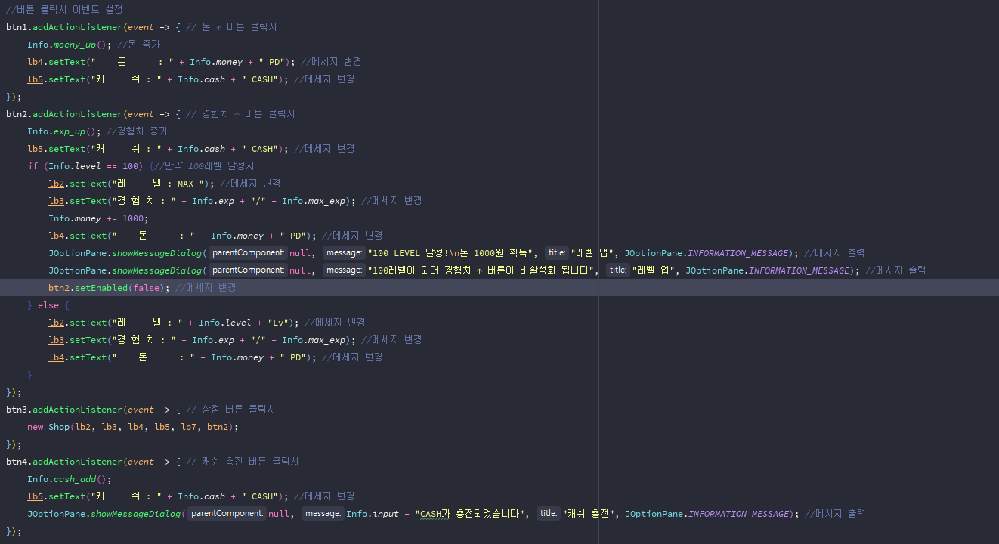 //버튼 클릭시 이벤트 설정
btn1.addActionListener(event -> { // 돈 ↑ 버튼 클릭시
    Info.moeny_up(); //돈 증가
    lb4.setText("    돈      : " + Info.money + " PD"); //메세지 변경
    lb5.setText("캐     쉬 : " + Info.cash + " CASH"); //메세지 변경
});
btn2.addActionListener(event -> { // 경험치 ↑ 버튼 클릭시
    Info.exp_up(); //경험치 증가
    lb5.setText("캐     쉬 : " + Info.cash + " CASH"); //메세지 변경
    if (Info.level == 100) {//만약 100레벨 달성시
        lb2.setText("레     벨 : MAX "); //메세지 변경
        lb3.setText("경 험 치 : " + Info.exp + "/" + Info.max_exp); //메세지 변경
        Info.money += 1000;
        lb4.setText("    돈      : " + Info.money + " PD"); //메세지 변경
        JOptionPane.showMessageDialog( parentComponent: null, message: "100 LEVEL 달성!\n돈 1000원 획득", title: "레벨 업", JOptionPane.INFORMATION_MESSAGE); //메시지 출력
        JOptionPane.showMessageDialog( parentComponent: null, message: "100레벨이 되어 경험치 ↑ 버튼이 비활성화 됩니다", title: "레벨 업", JOptionPane.INFORMATION_MESSAGE); //메시지 출력
        btn2.setEnabled(false); //메세지 변경
    } else {
        lb2.setText("레     벨 : " + Info.level + "Lv"); //메세지 변경
        lb3.setText("경 험 치 : " + Info.exp + "/" + Info.max_exp); //메세지 변경
        lb4.setText("    돈      : " + Info.money + " PD"); //메세지 변경
    }
});
btn3.addActionListener(event -> { // 상점 버튼 클릭시
    new Shop(lb2, lb3, lb4, lb5, lb7, btn2);
});
btn4.addActionListener(event -> { // 캐쉬 충전 버튼 클릭시
    Info.cash_add();
    lb5.setText("캐     쉬 : " + Info.cash + " CASH"); //메세지 변경
    JOptionPane.showMessageDialog( parentComponent: null, message: Info.input + "CASH가 충전되었습니다", title: "캐쉬 충전", JOptionPane.INFORMATION_MESSAGE); //메시지 출력
});